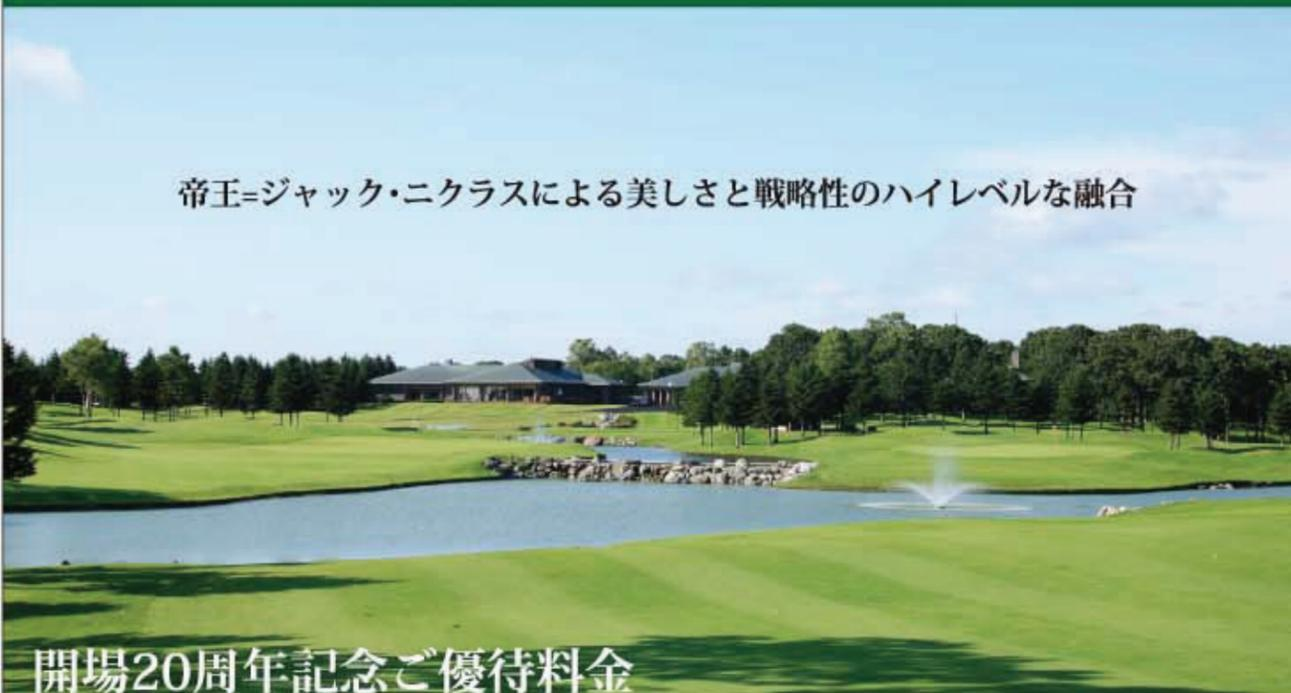 帝王=ジャック・ニクラスによる美しさと戦略性のハイレベルな融合
開場20周年記念ご優待料金